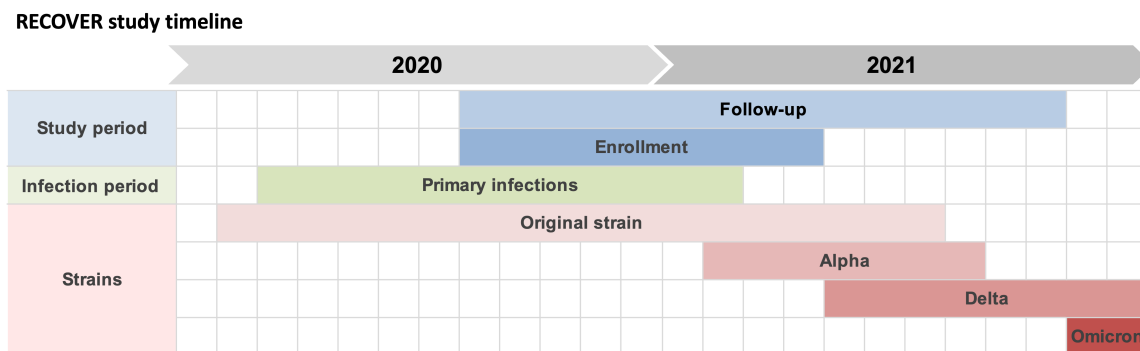 RECOVER study timeline
2020
2021
Study period
Follow-up
Enrollment
Infection period
Primary infections
Strains
Original strain
Alpha
Delta
Omicron